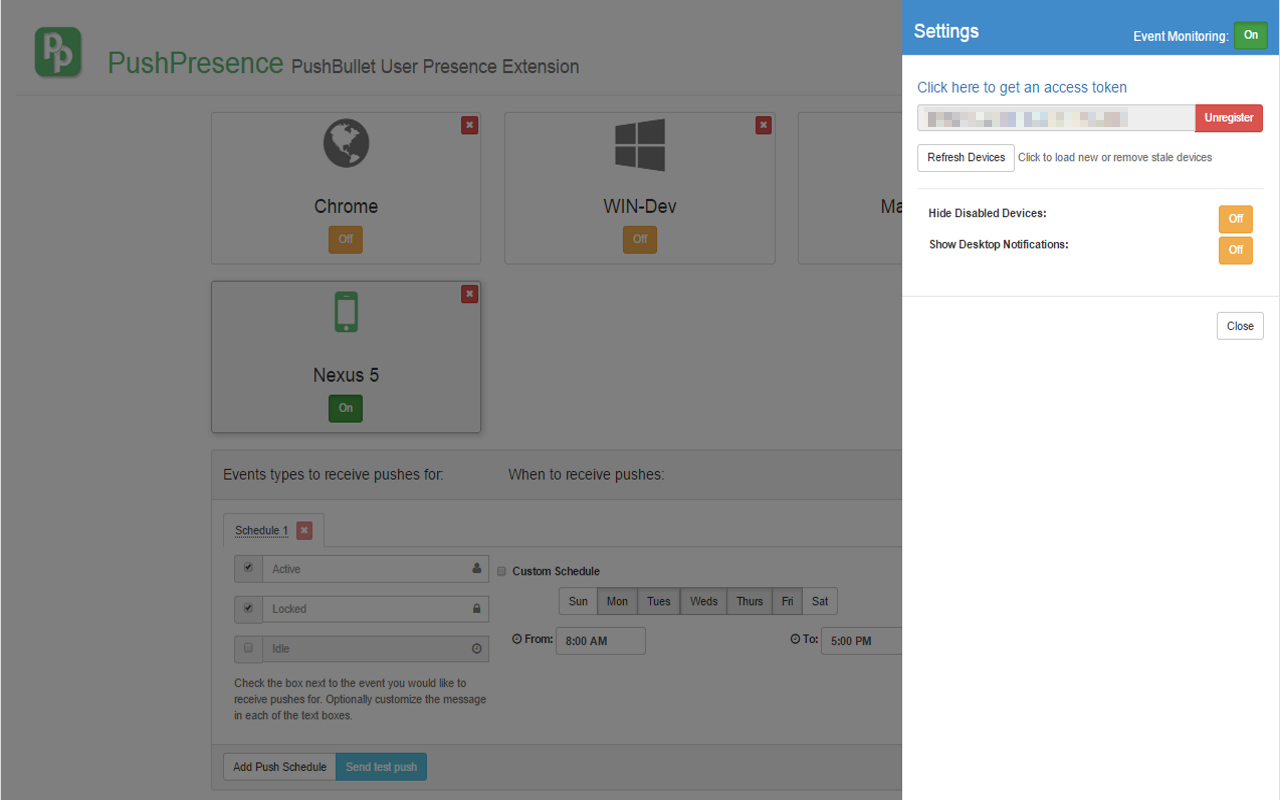 pp
PushPresence PushBullet User Presence Extension
Chrome
Off
WIN-Dev
Off
Nexus 5
On
Events types to receive pushes for:
When to receive pushes:
Schedule 1
Active
Locked
Idle
Check the box next to the event you would like to
receive pushes for. Optionally customize the message
in each of the text boxes.
Custom Schedule
Sun Mon Tues Weds Thurs Fri Sat
From: 8:00 AM To: 5:00 PM
Add Push Schedule Send test push
Settings
Event Monitoring: On
Click here to get an access token
Unregister
Refresh Devices Click to load new or remove stale devices
Hide Disabled Devices: Off
Show Desktop Notifications: Off
Close